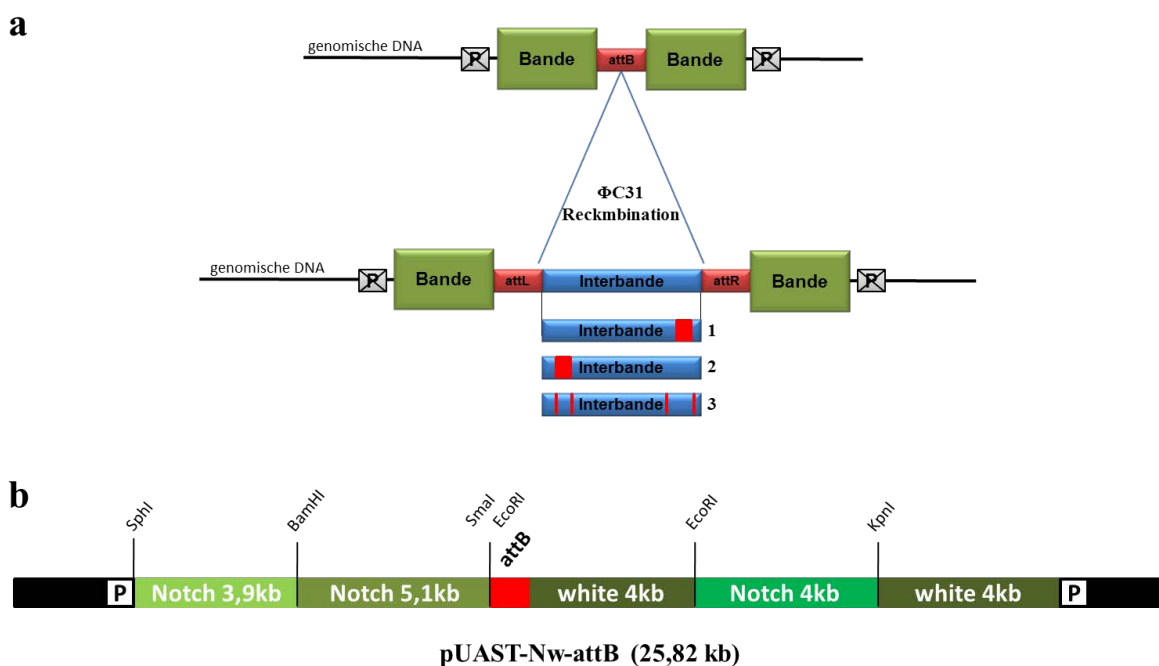 a
genomische DNA
P Bande attB Bande P
ΦC31
Reckmbination
genomische DNA
P Bande attL Interbande attR Bande P
Interbande 1
Interbande 2
Interbande 3
b
SphI BamHI SmaI EcoRI EcoRI KpnI
attB
P Notch 3,9kb Notch 5,1kb white 4kb Notch 4kb white 4kb P
pUAST-Nw-attB (25,82 kb)